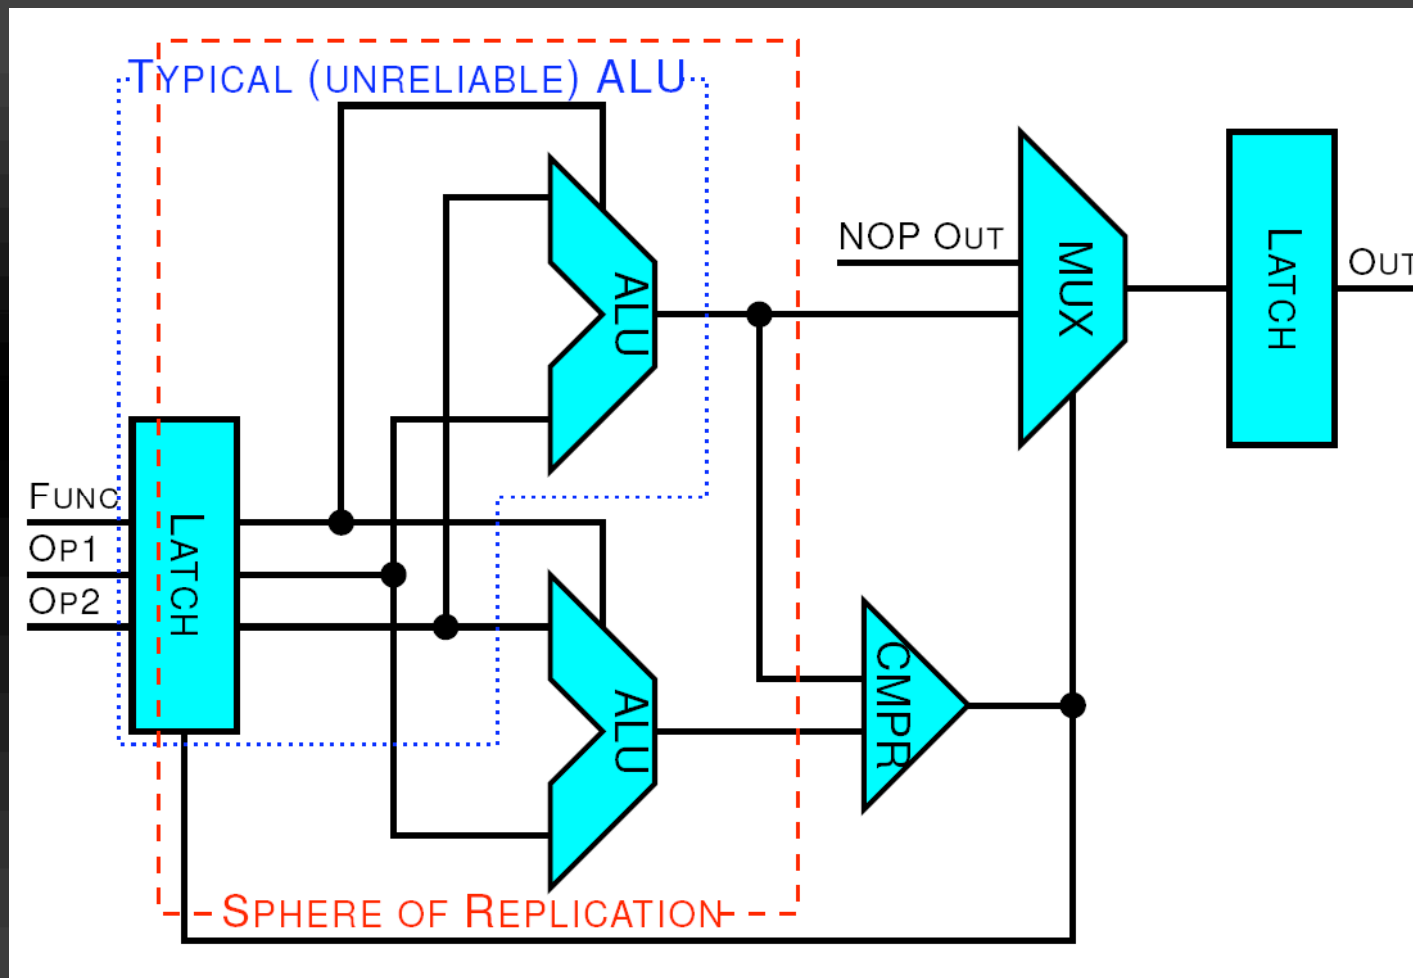 TYPICAL (UNRELIABLE) ALU
NOP OUT
MUX
LATCH
OUT
ALU
FUNC
OP1
OP2
LATCH
CMPR
ALU
SPHERE OF REPLICATION